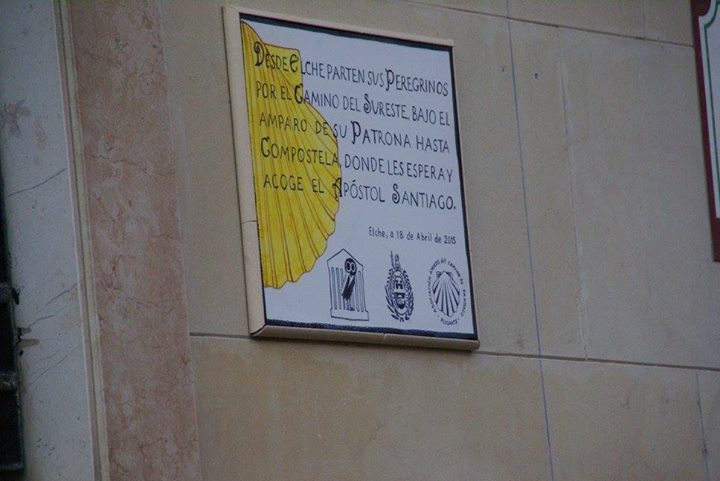 DESDE ELCHE PARTEN SUS PEREGRINOS
POR EL CAMINO DEL SURESTE, BAJO EL
AMPARO DE SU PATRONA HASTA
COMPOSTELA, DONDE LES ESPERA Y
ACOGE EL APÓSTOL SANTIAGO.
Elche, a 18 de Abril de 2015